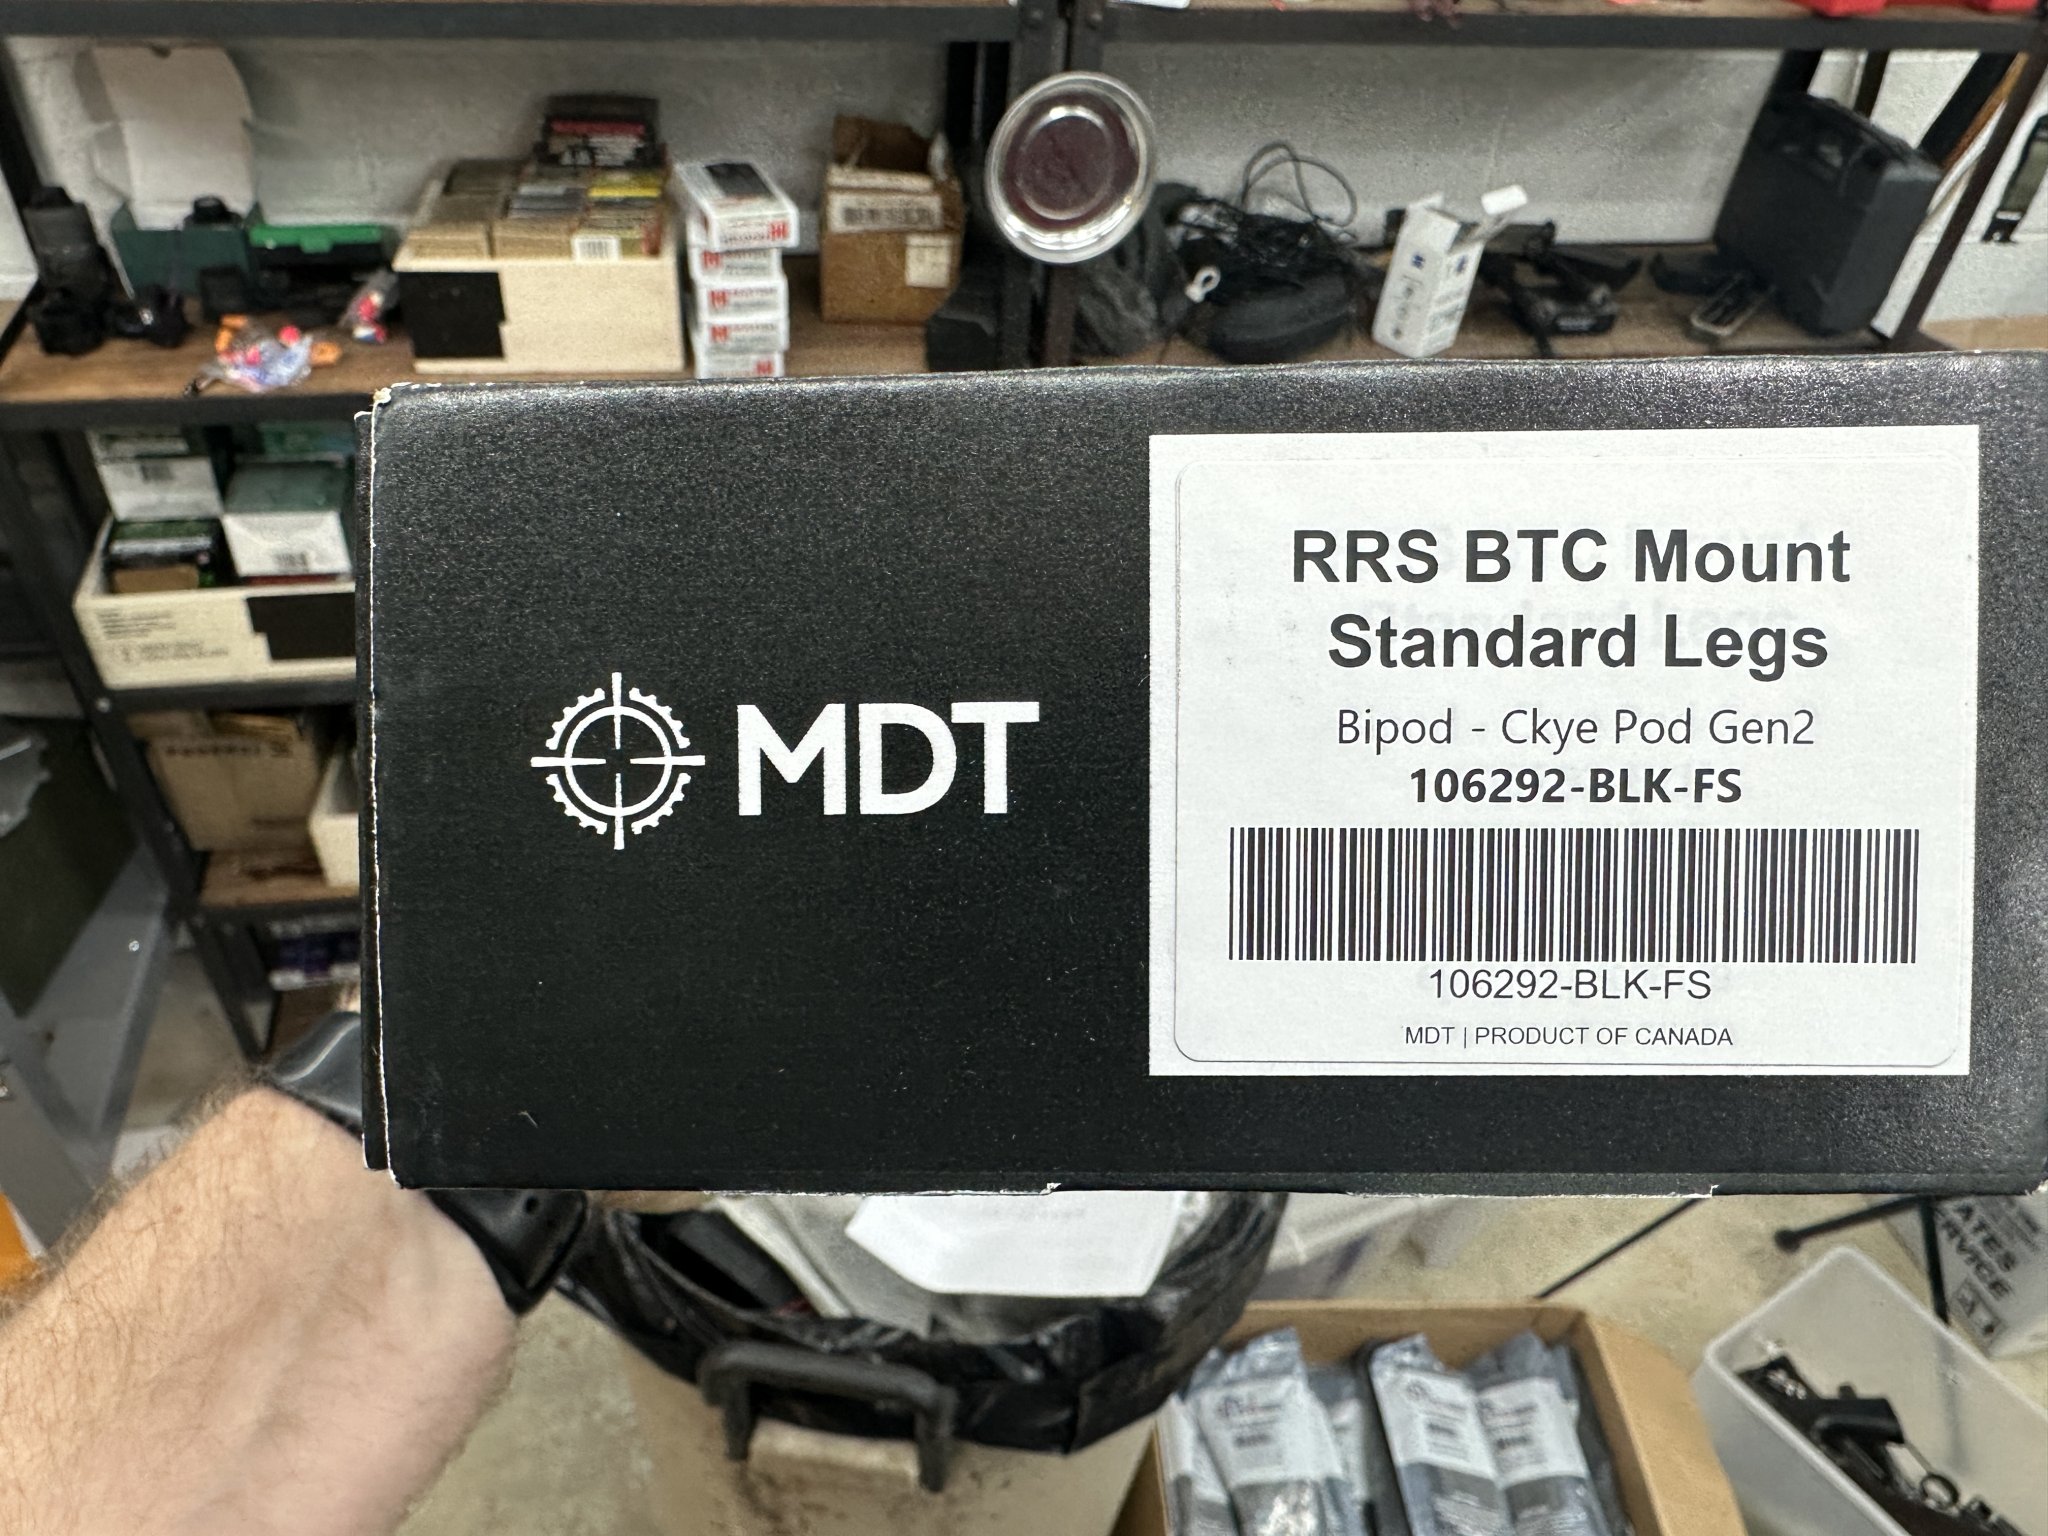 MDT
RRS BTC Mount
Standard Legs
Bipod - Ckye Pod Gen2
106292-BLK-FS
106292-BLK-FS
MDT | PRODUCT OF CANADA